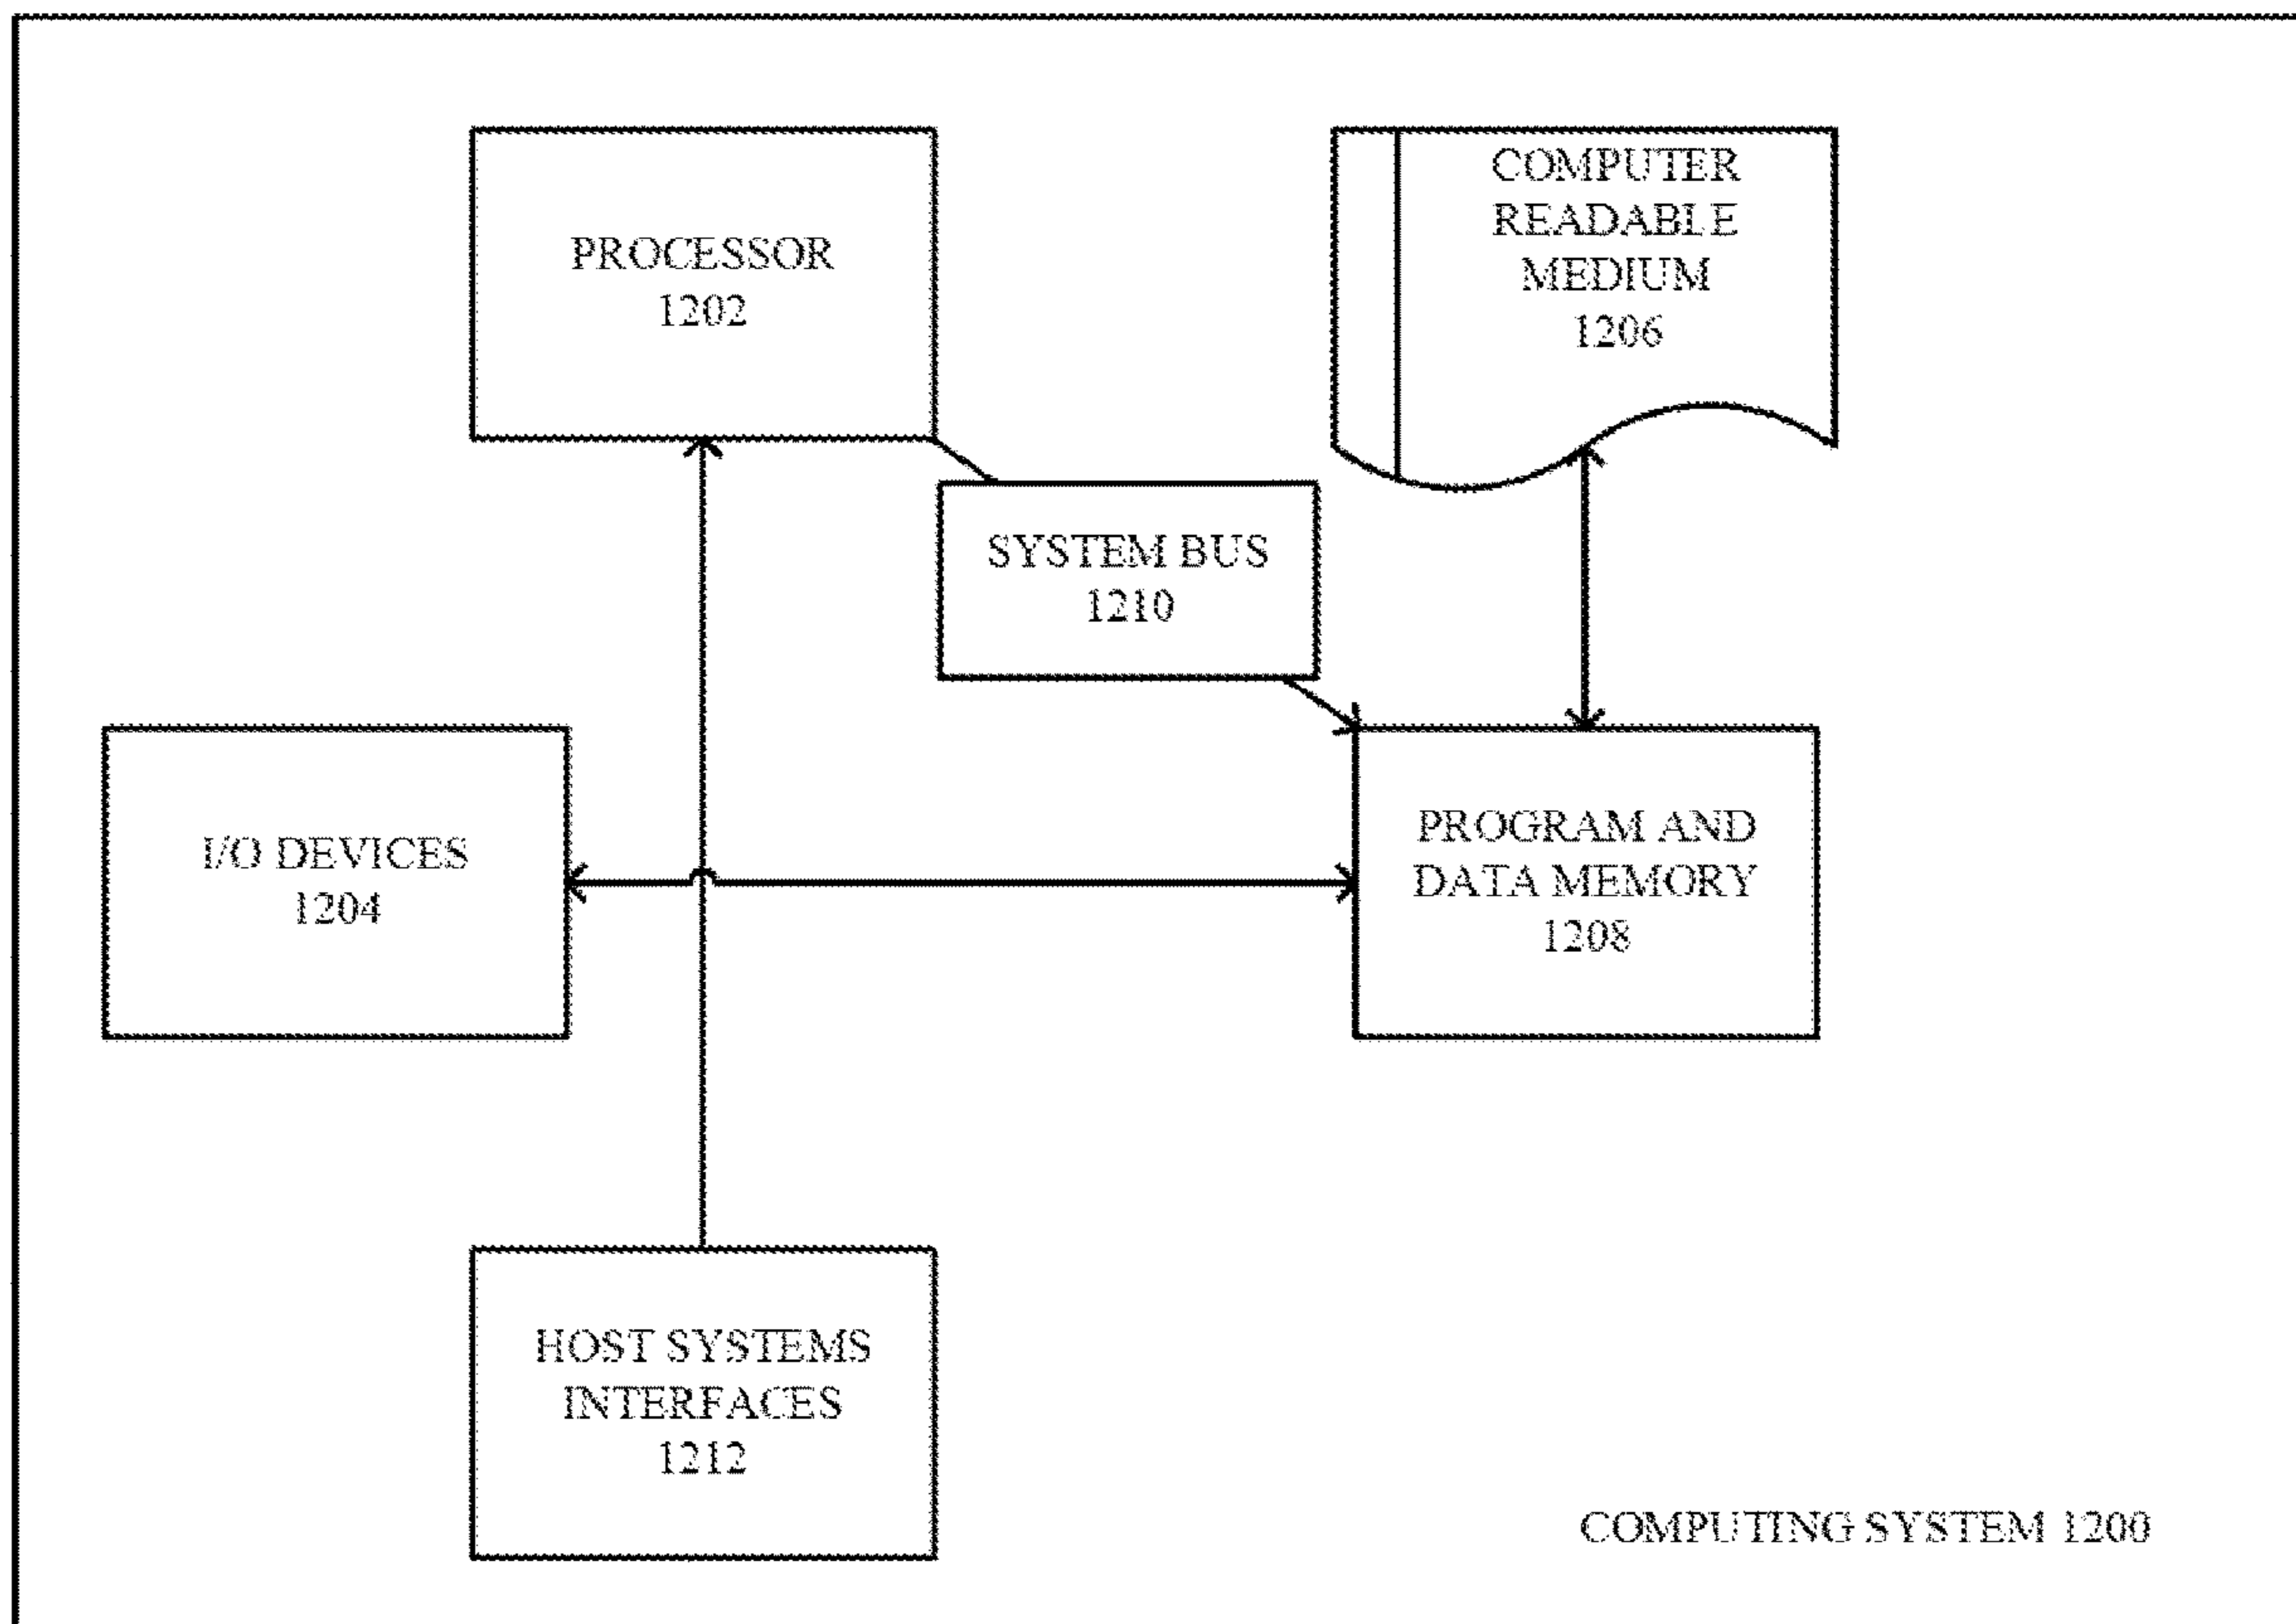 PROCESSOR
1202
COMPUTER
READABLE
MEDIUM
1206
SYSTEM BUS
1210
I/O DEVICES
1204
PROGRAM AND
DATA MEMORY
1208
HOST SYSTEMS
INTERFACES
1212
COMPUTING SYSTEM 1200